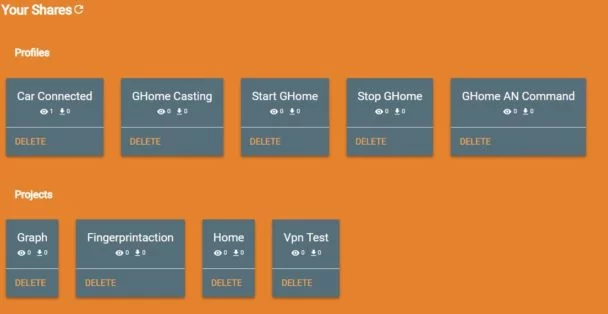 Your Shares
Profiles
Car Connected
1 0
DELETE
GHome Casting
0 0
DELETE
Start GHome
0 0
DELETE
Stop GHome
0 0
DELETE
GHome AN Command
0 0
DELETE
Projects
Graph
0 0
DELETE
Fingerprintaction
0 0
DELETE
Home
0 0
DELETE
Vpn Test
0 0
DELETE